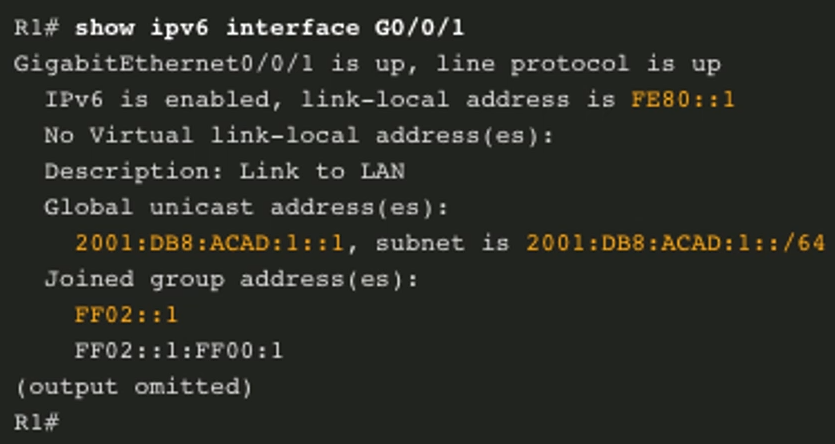 R1# show ipv6 interface G0/0/1
GigabitEthernet0/0/1 is up, line protocol is up
IPv6 is enabled, link-local address is FE80::1
No Virtual link-local address(es):
Description: Link to LAN
Global unicast address(es):
2001:DB8:ACAD:1::1, subnet is 2001:DB8:ACAD:1::/64
Joined group address(es):
FF02::1
FF02::1:FF00:1
(output omitted)
R1#